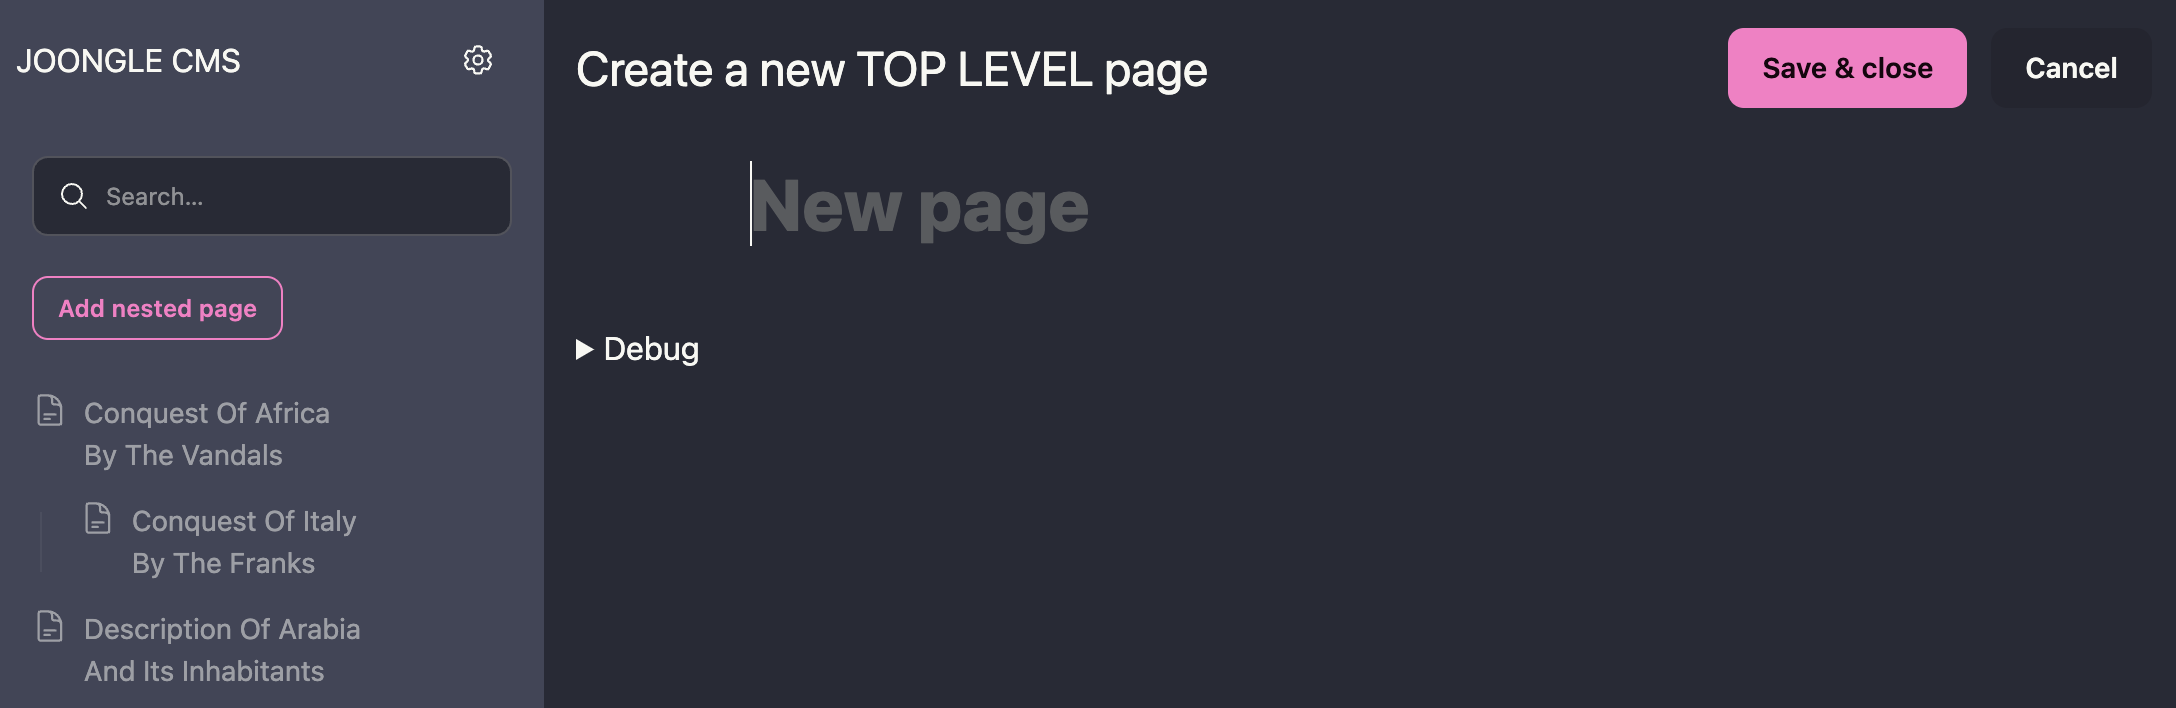 JOONGLE CMS
Search...
Add nested page
Conquest Of Africa
By The Vandals
Conquest Of Italy
By The Franks
Description Of Arabia
And Its Inhabitants
Create a new TOP LEVEL page
Save & close
Cancel
New page
Debug